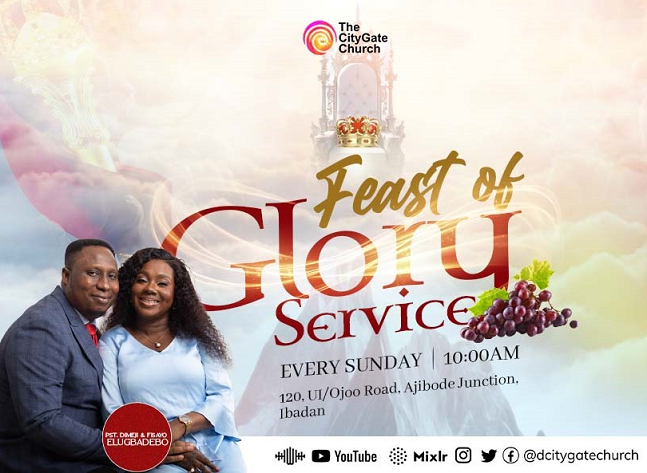 The
CityGate
Church
Feast of
Glory
Service
EVERY SUNDAY | 10:00AM
120, UI/Ojoo Road, Ajibode Junction,
Ibadan
PST. DIMEJI & FISAYO
ELUGBADEBO
YouTube Mixlr @dcitygatechurch